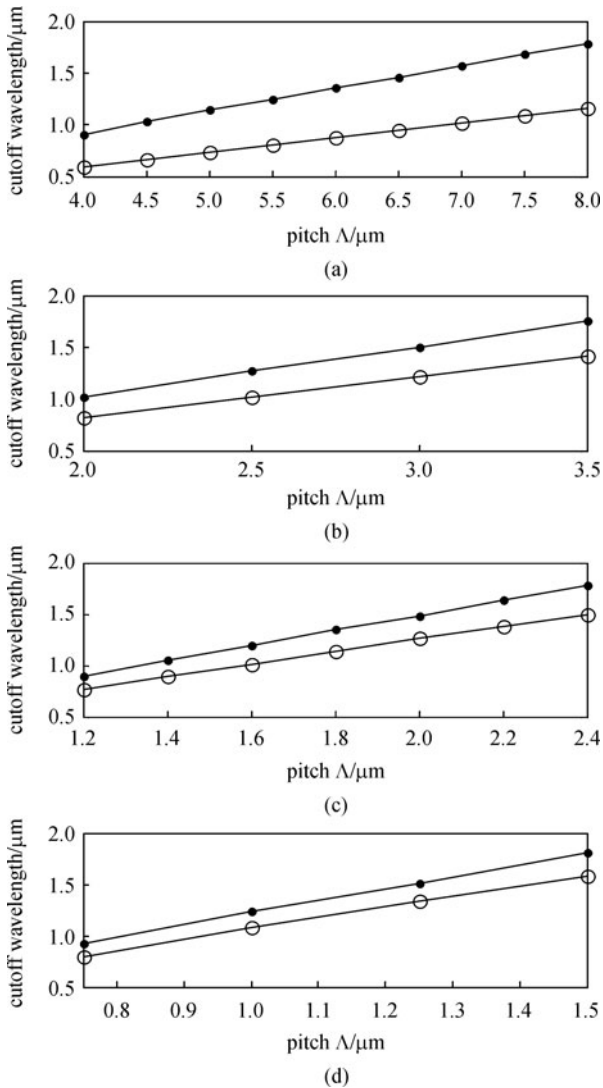 2.0
1.5
1.0
0.5
cutoff wavelength/μm
4.0 4.5 5.0 5.5 6.0 6.5 7.0 7.5 8.0
pitch Λ/μm
(a)
2.0
1.5
1.0
0.5
cutoff wavelength/μm
2.0 2.5 3.0 3.5
pitch Λ/μm
(b)
2.0
1.5
1.0
0.5
cutoff wavelength/μm
1.2 1.4 1.6 1.8 2.0 2.2 2.4
pitch Λ/μm
(c)
2.0
1.5
1.0
0.5
cutoff wavelength/μm
0.8 0.9 1.0 1.1 1.2 1.3 1.4 1.5
pitch Λ/μm
(d)